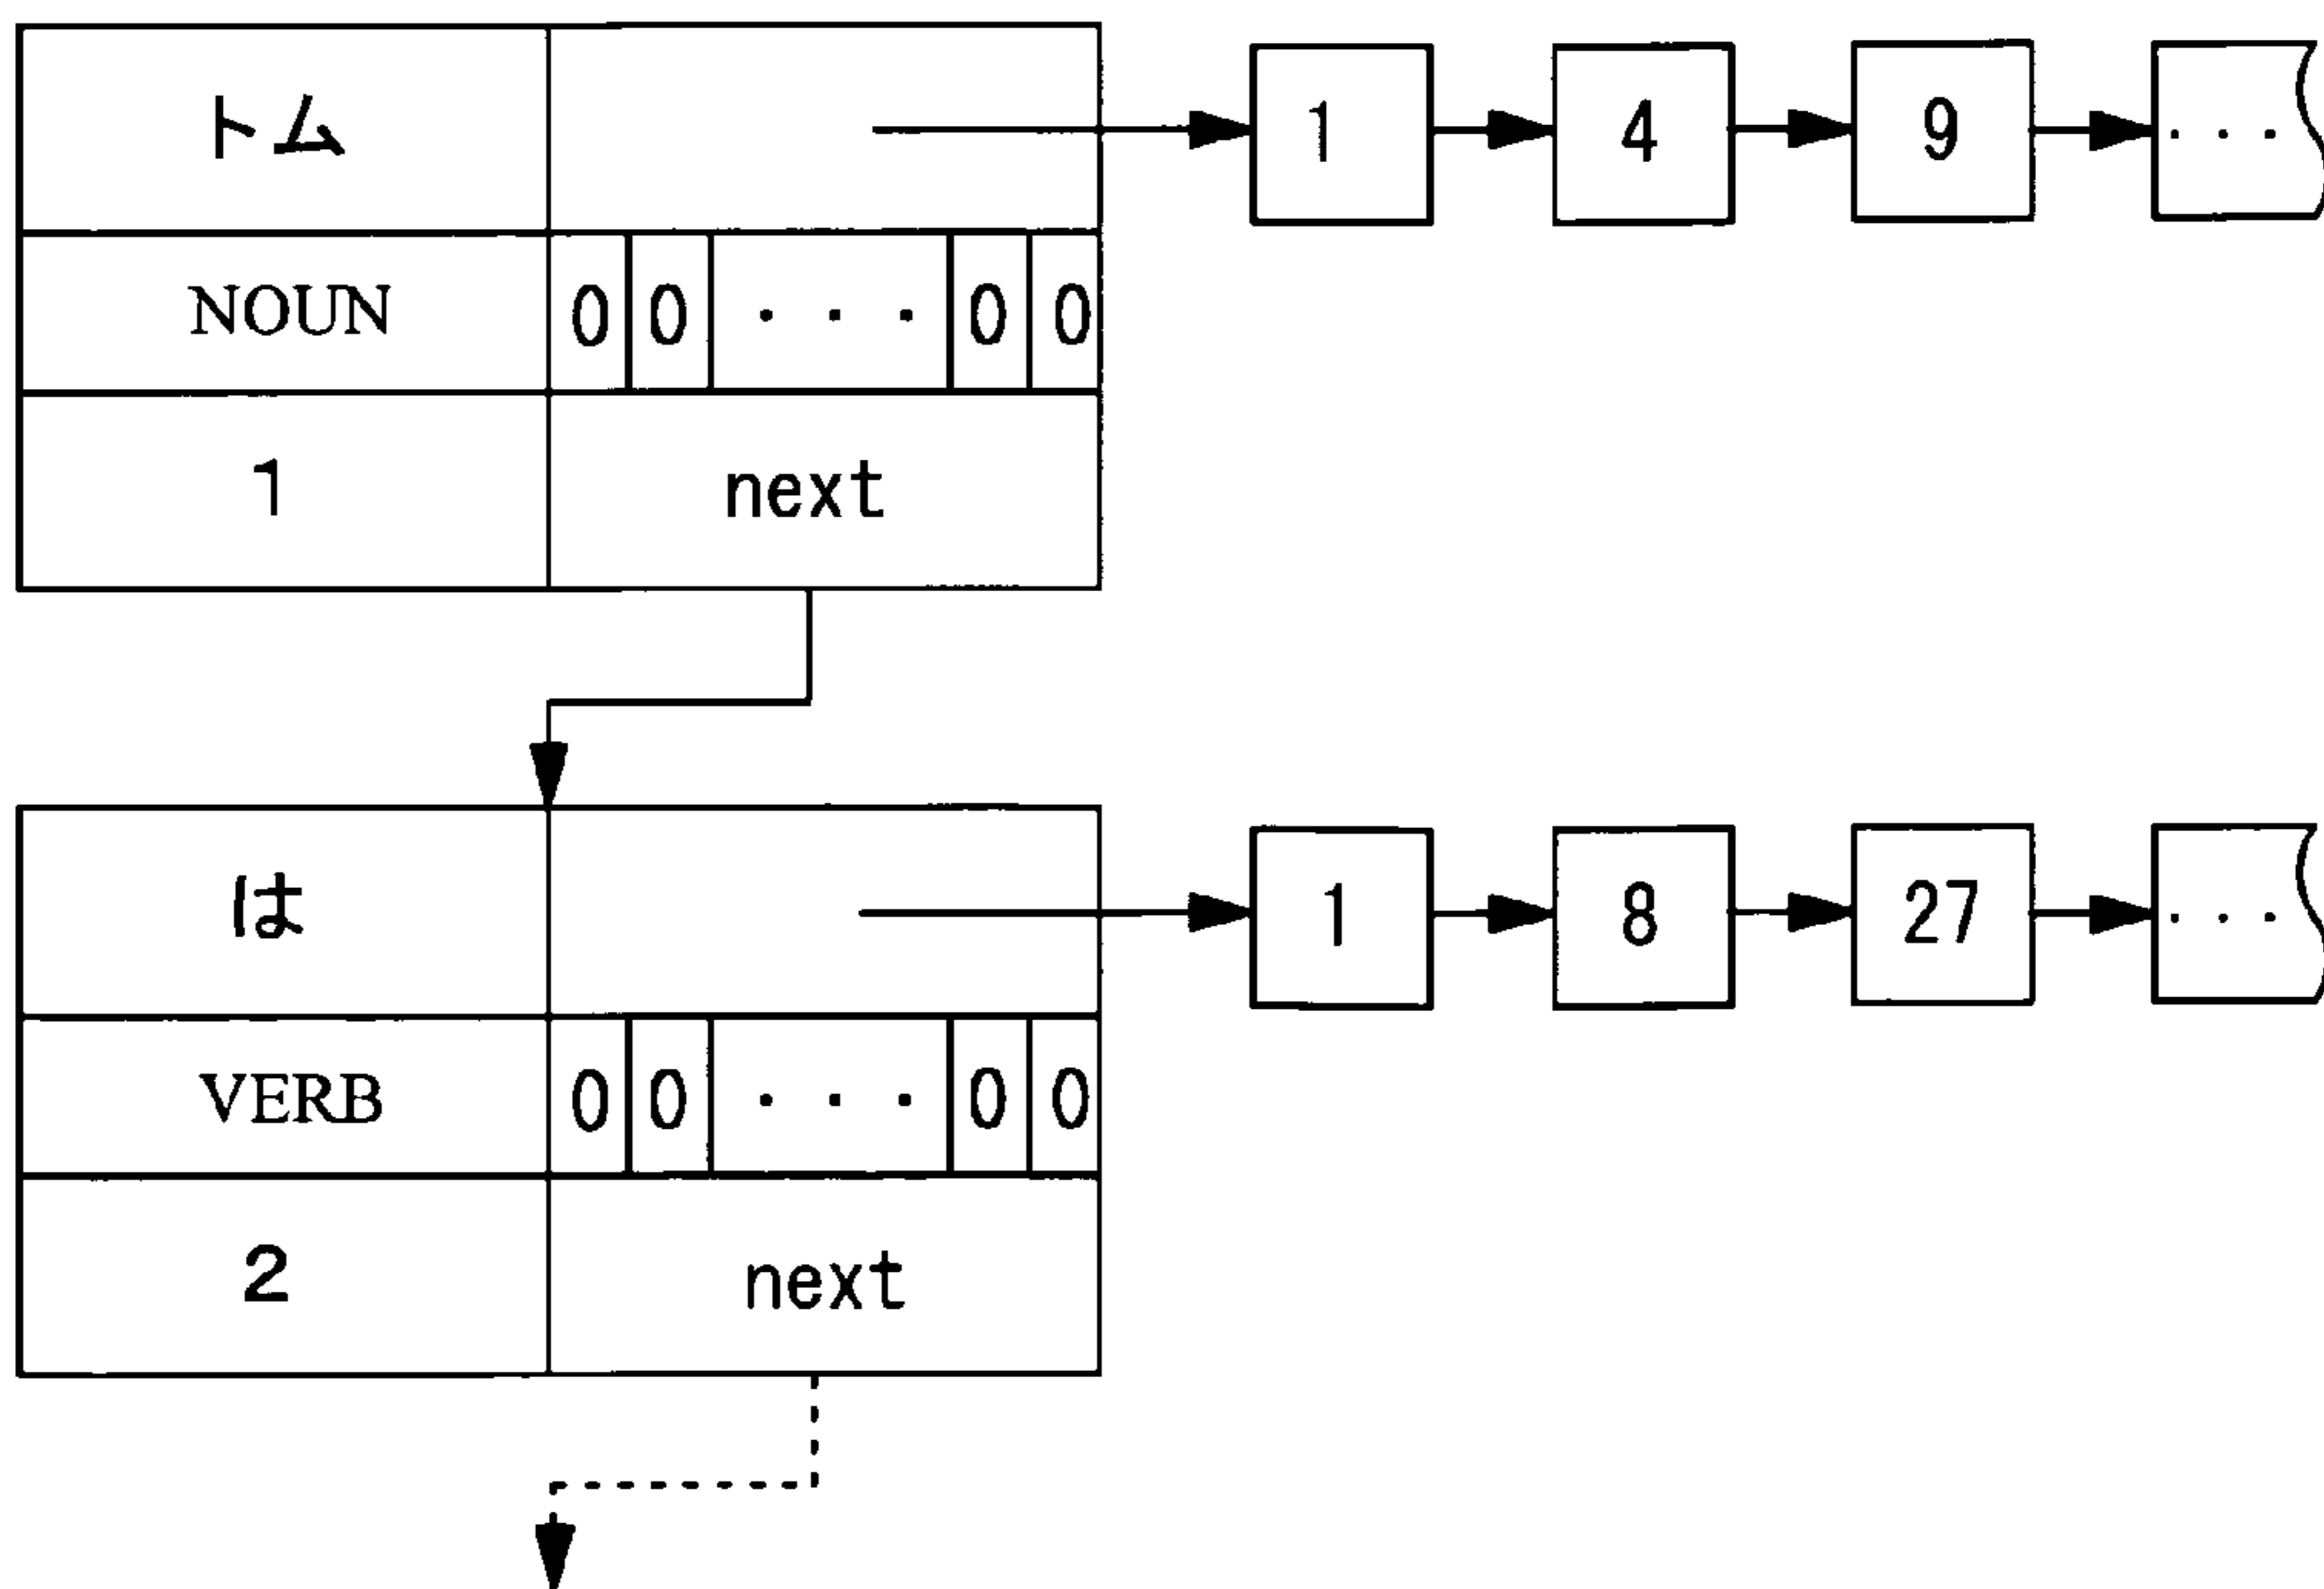 トム 1 4 9 ...
NOUN 0 0 ... 0 0
1 next
は 1 8 27 ...
VERB 0 0 ... 0 0
2 next